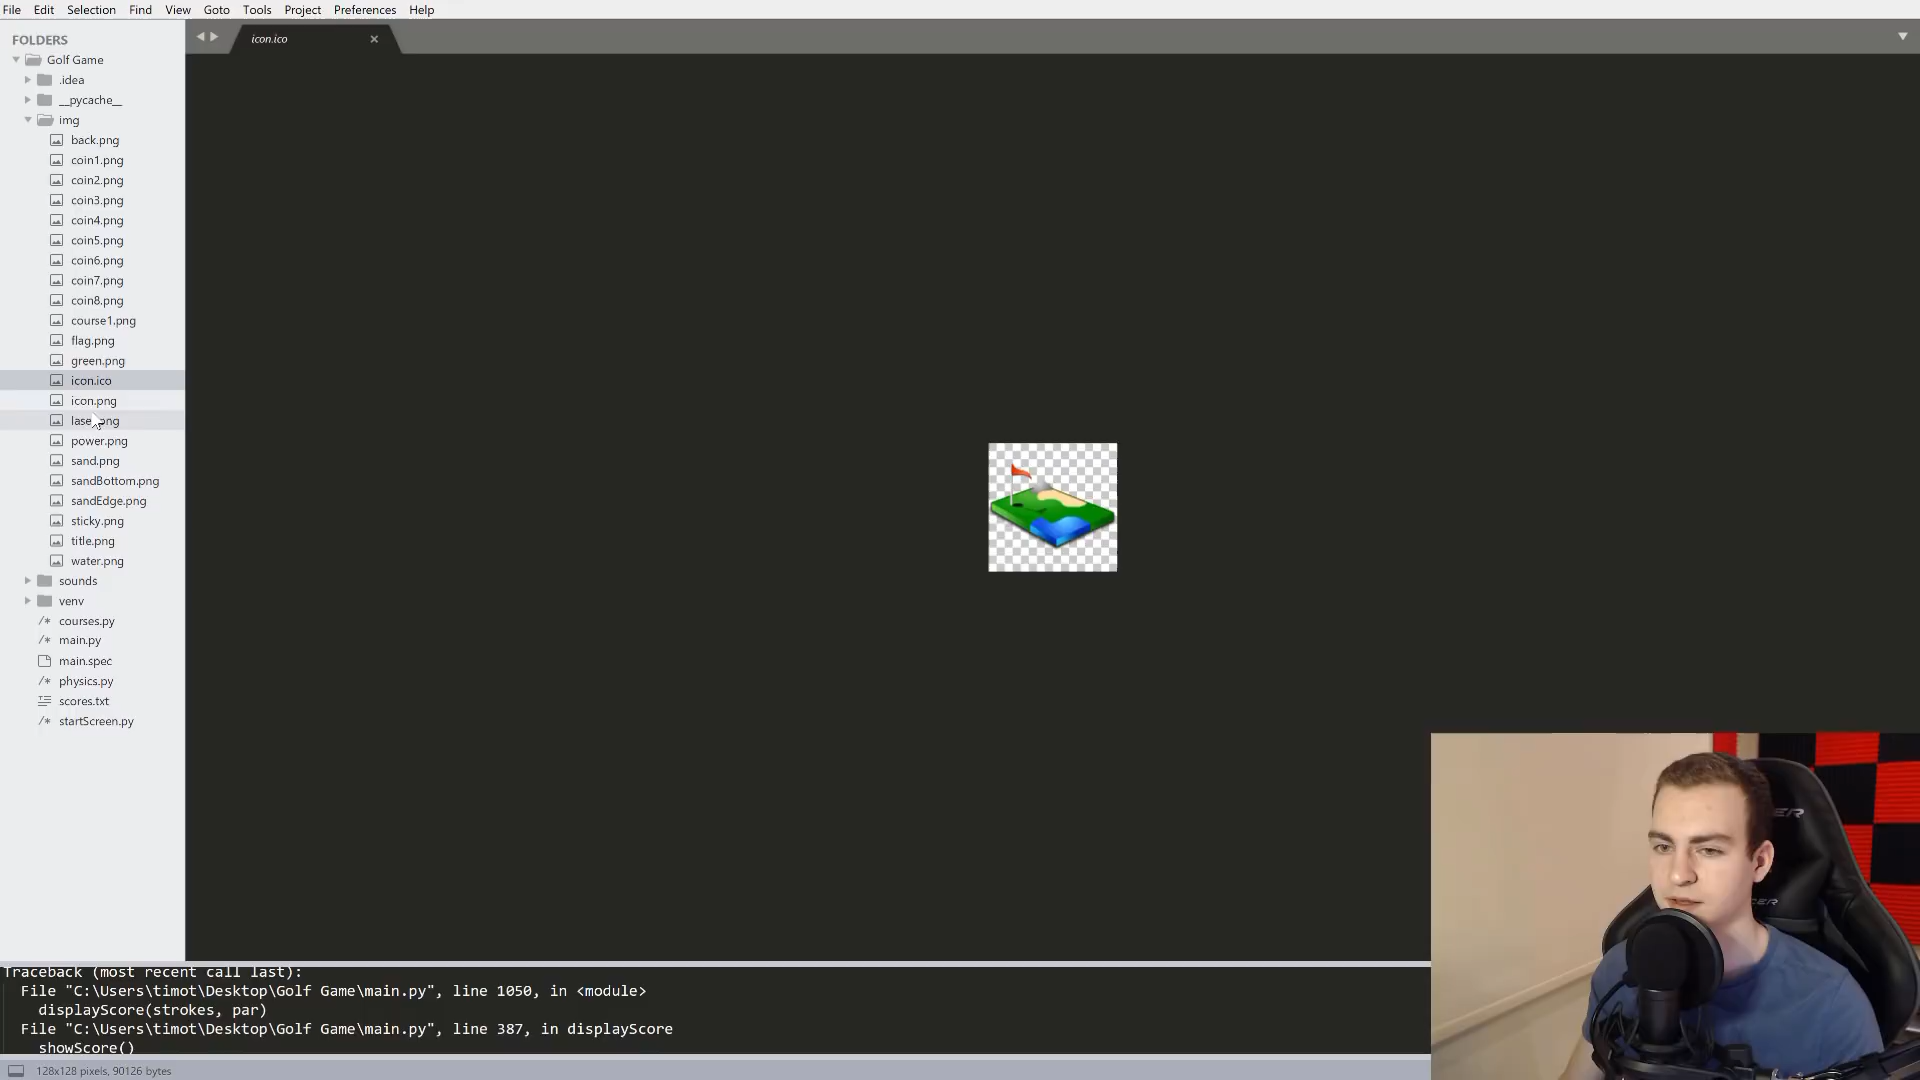 File Edit Selection Find View Goto Tools Project Preferences Help
FOLDERS
Golf Game
.idea
__pycache__
img
back.png
coin1.png
coin2.png
coin3.png
coin4.png
coin5.png
coin6.png
coin7.png
coin8.png
course1.png
flag.png
green.png
icon.ico
icon.png
power.png
sand.png
sandBottom.png
sandEdge.png
sticky.png
title.png
water.png
sounds
venv
courses.py
main.py
main.spec
physics.py
scores.txt
startScreen.py
icon.ico
Traceback (most recent call last):
File "C:\Users\timot\Desktop\Golf Game\main.py", line 1050, in <module>
displayScore(strokes, par)
File "C:\Users\timot\Desktop\Golf Game\main.py", line 387, in displayScore
showScore()
128x128 pixels, 90126 bytes